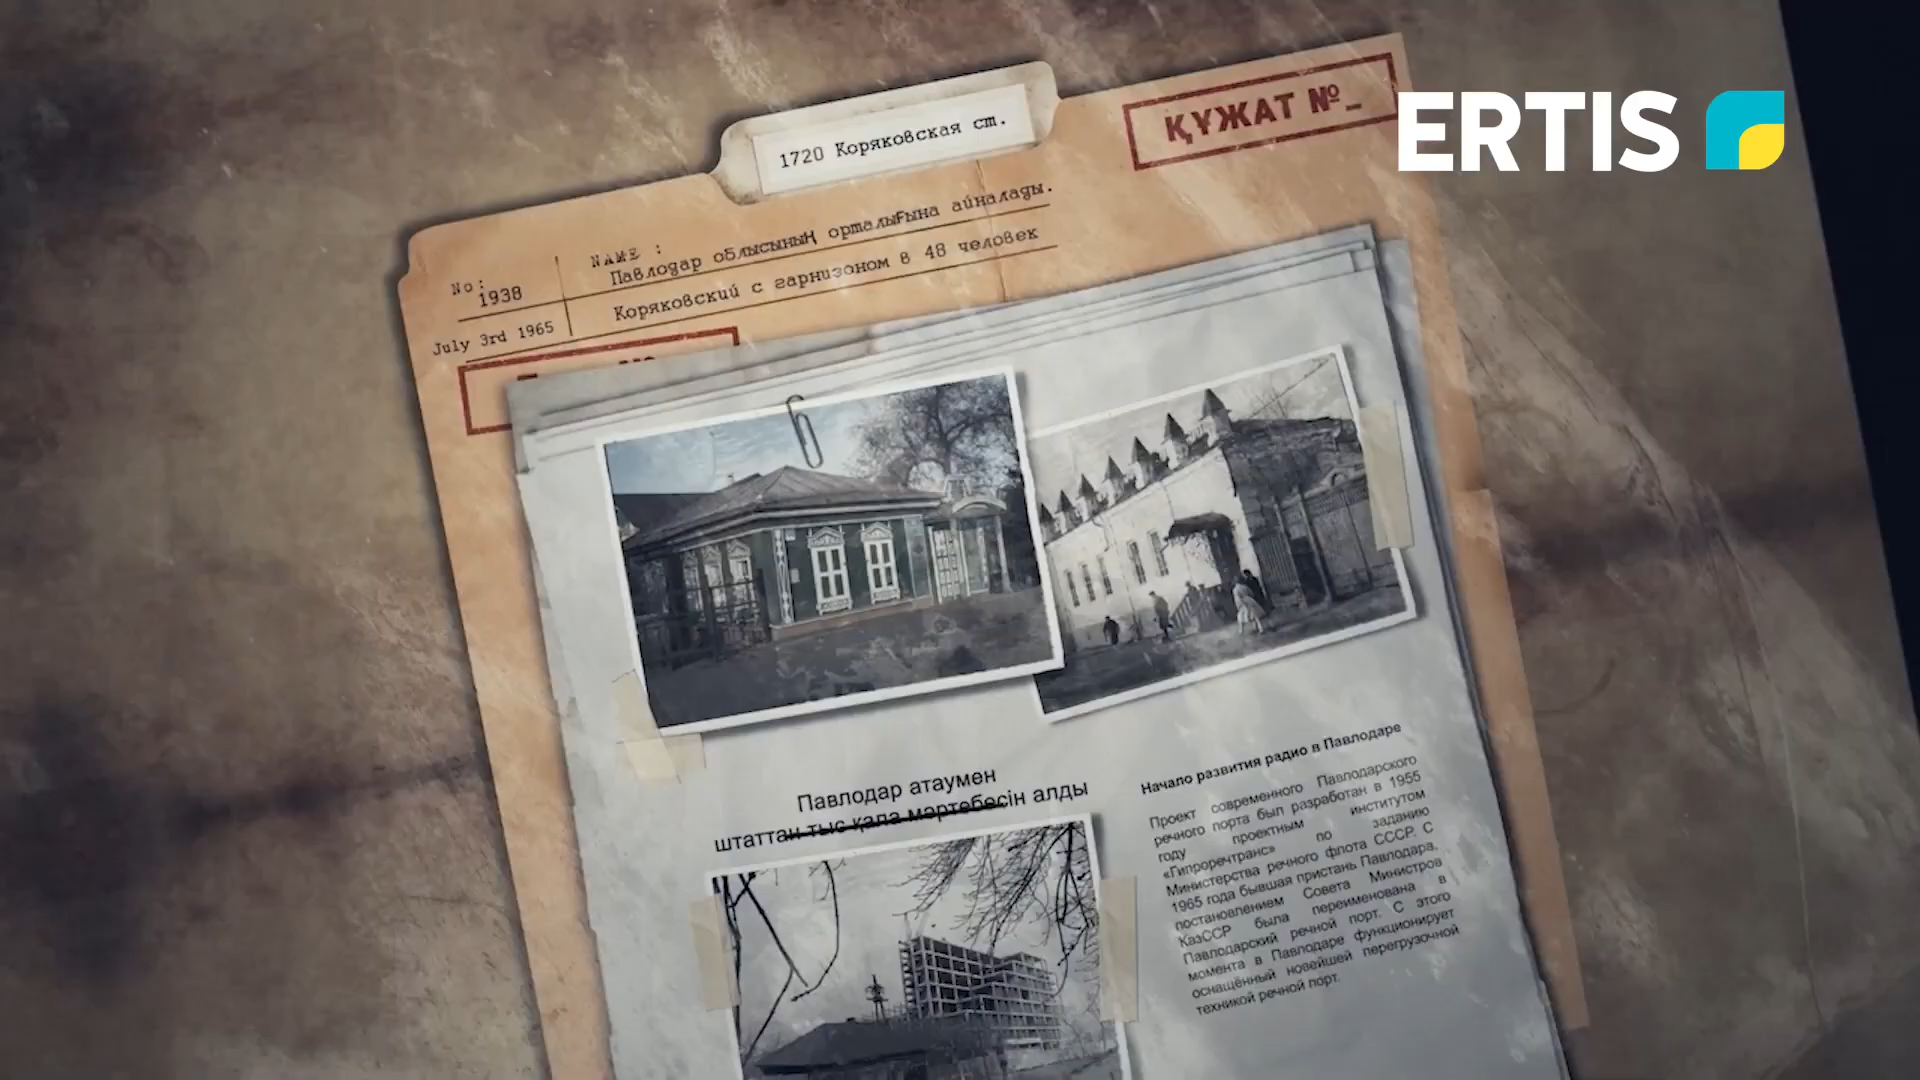 ERTIS
ҚҰЖАТ №_
1720 Коряковская ст.
No: 1938
NAME :
Павлодар облысының орталығына айналады.
July 3rd 1965
Коряковский с гарнизоном в 48 человек
Павлодар атаумен
штаттан тыс қала мәртебесін алды
Начало развития радио в Павлодаре
Проект современного Павлодарского
речного порта был разработан в 1955
году проектным институтом
«Гипроречтранс» по заданию
Министерства речного флота СССР. С
1965 года бывшая пристань Павлодара,
постановлением Совета Министров
КазССР была переименована в
Павлодарский речной порт. С этого
момента в Павлодаре функционирует
оснащённый новейшей перегрузочной
техникой речной порт.